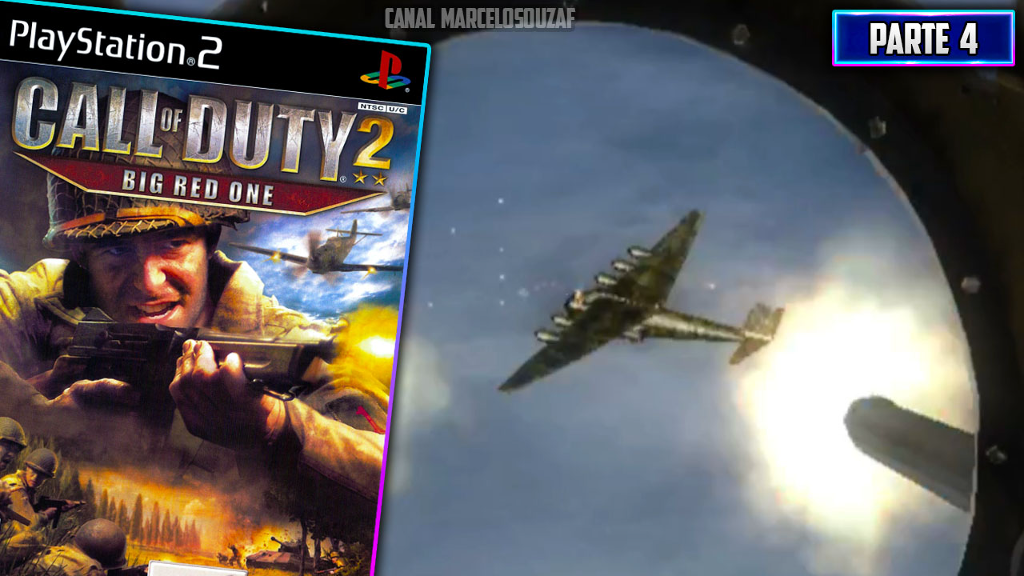 CANAL MARCELOSOUZAF
PARTE 4
PlayStation®2
NTSC U/C
CALL OF DUTY 2
BIG RED ONE